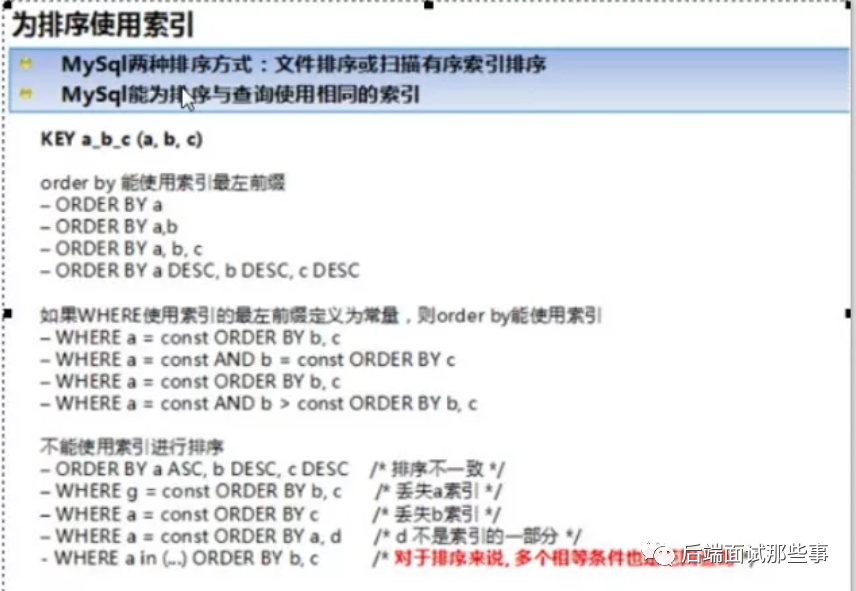 为排序使用索引
MySql两种排序方式：文件排序或扫描有序索引排序
MySql能为排序与查询使用相同的索引
KEY a_b_c (a, b, c)
order by 能使用索引最左前缀
– ORDER BY a
– ORDER BY a,b
– ORDER BY a, b, c
– ORDER BY a DESC, b DESC, c DESC
如果WHERE使用索引的最左前缀定义为常量，则order by能使用索引
– WHERE a = const ORDER BY b, c
– WHERE a = const AND b = const ORDER BY c
– WHERE a = const ORDER BY b, c
– WHERE a = const AND b > const ORDER BY b, c
不能使用索引进行排序
– ORDER BY a ASC, b DESC, c DESC /* 排序不一致 */
– WHERE g = const ORDER BY b, c /* 丢失a索引 */
– WHERE a = const ORDER BY c /* 丢失b索引 */
– WHERE a = const ORDER BY a, d /* d 不是索引的一部分 */
- WHERE a in (...) ORDER BY b, c /* 对于排序来说, 多个相等条件也是 */
后端面试那些事